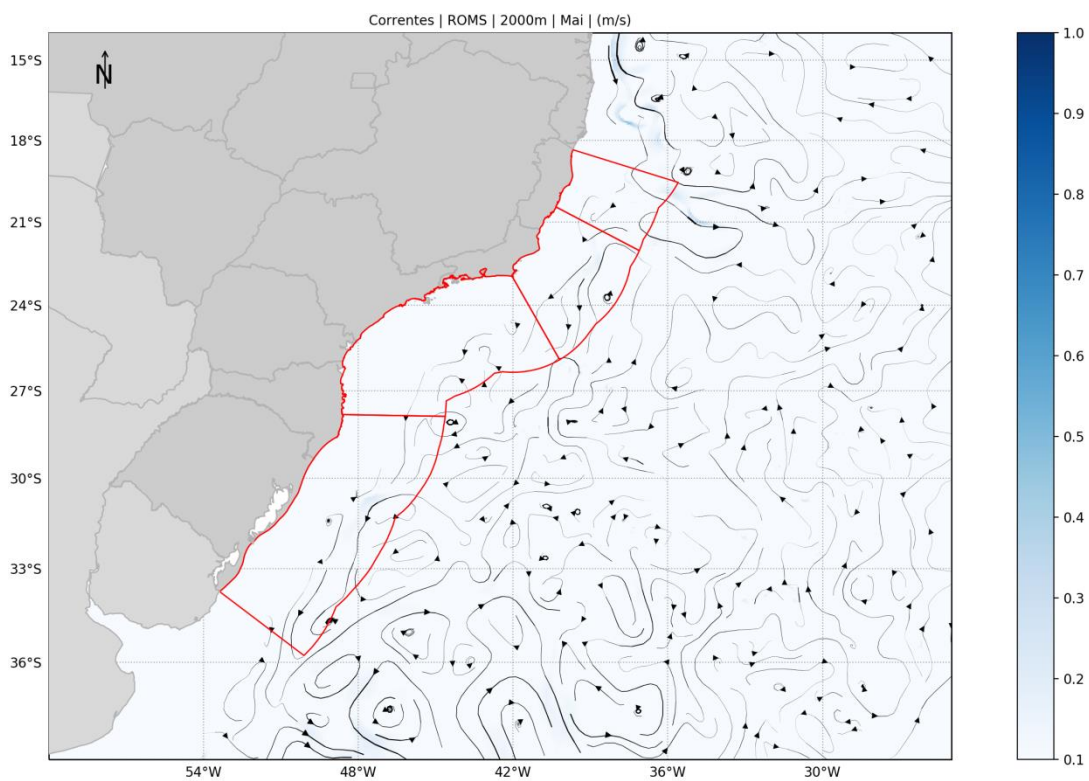 Correntes | ROMS | 2000m | Mai | (m/s)
N
15°S
18°S
21°S
24°S
27°S
30°S
33°S
36°S
54°W
48°W
42°W
36°W
30°W
1.0
0.9
0.8
0.7
0.6
0.5
0.4
0.3
0.2
0.1